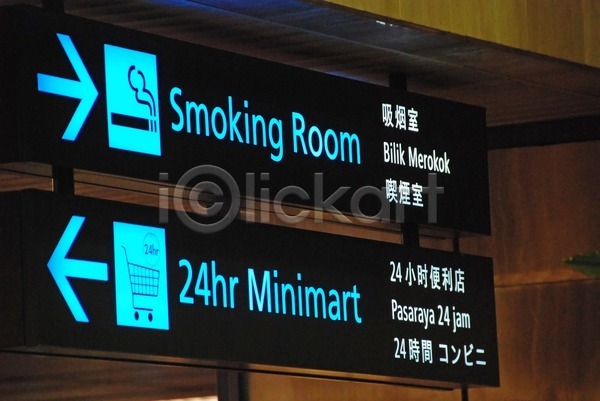 Smoking Room
吸烟室
Bilik Merokok
喫煙室
iclickart
24hr
24hr Minimart
24小时便利店
Pasaraya 24 jam
24時間 コンビニ